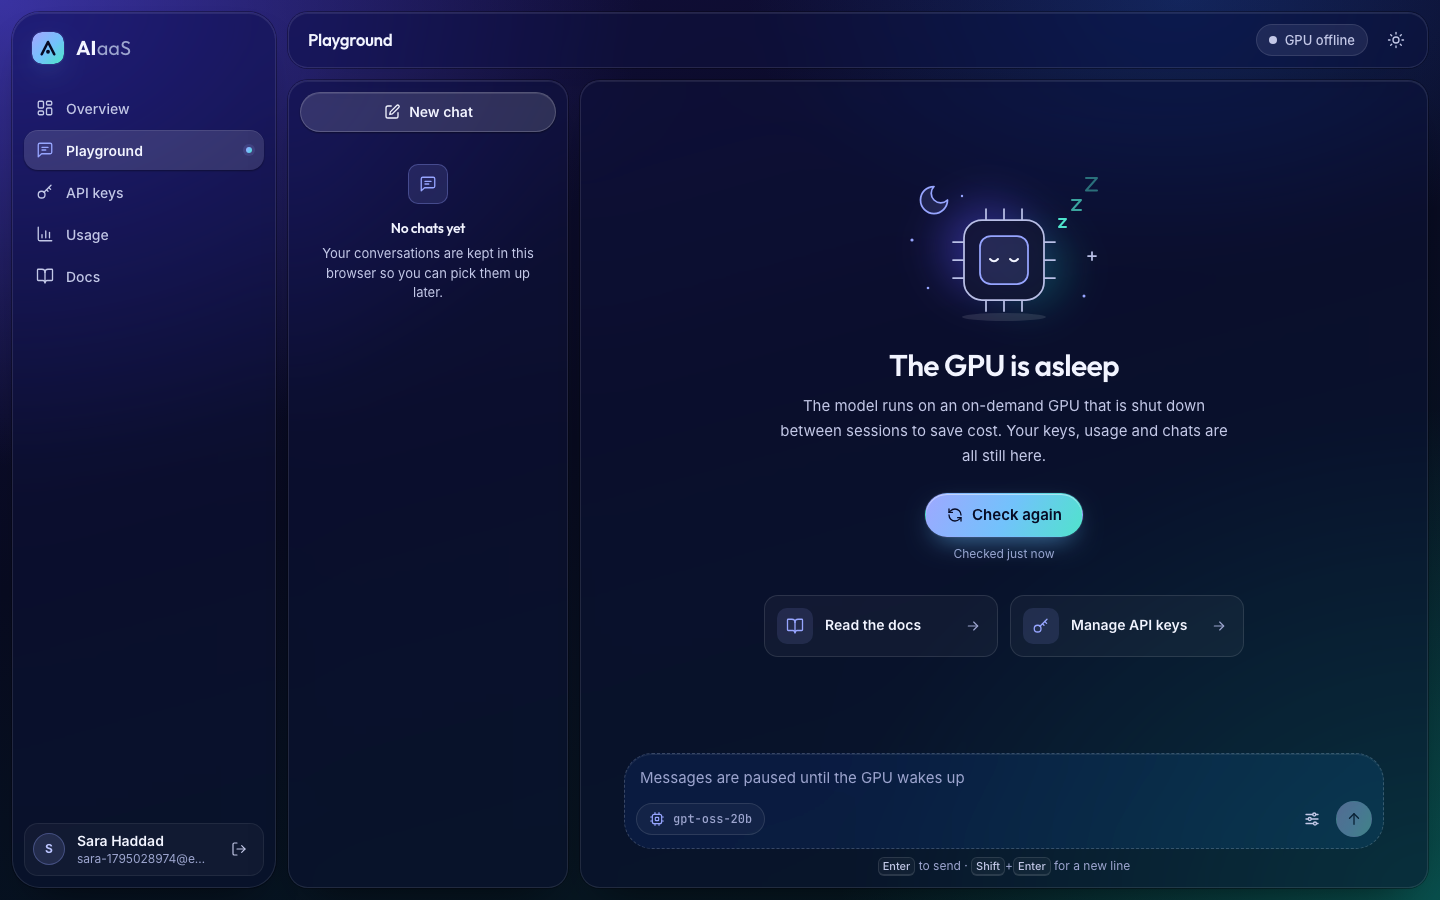 AIaaS
Overview
Playground
API keys
Usage
Docs
Sara Haddad
sara-1795028974@e...
S
Playground
GPU offline
New chat
No chats yet
Your conversations are kept in this
browser so you can pick them up
later.
z
z
z
The GPU is asleep
The model runs on an on-demand GPU that is shut down
between sessions to save cost. Your keys, usage and chats are
all still here.
Check again
Checked just now
Read the docs
Manage API keys
Messages are paused until the GPU wakes up
gpt-oss-20b
Enter to send · Shift+Enter for a new line